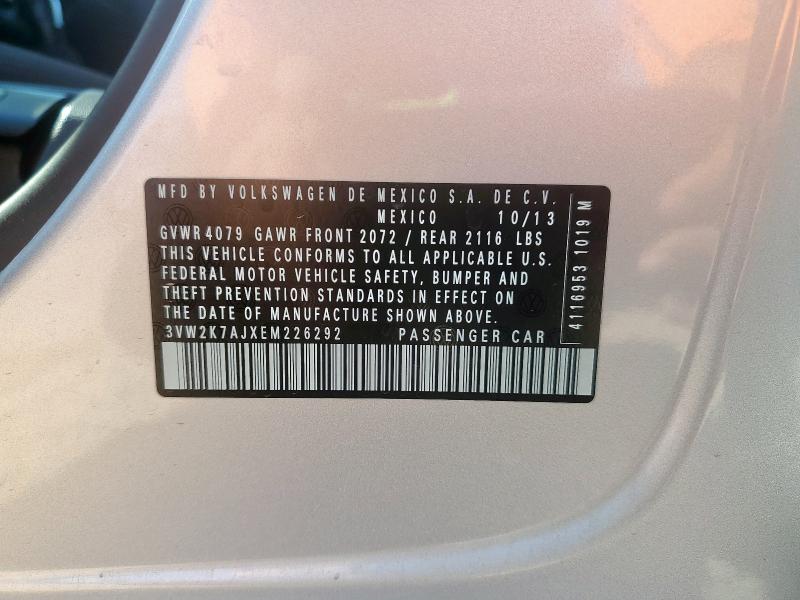 MFD BY VOLKSWAGEN DE MEXICO S.A. DE C.V.
MEXICO 10/13
GVWR 4079 GAWR FRONT 2072 / REAR 2116 LBS
THIS VEHICLE CONFORMS TO ALL APPLICABLE U.S.
FEDERAL MOTOR VEHICLE SAFETY, BUMPER AND
THEFT PREVENTION STANDARDS IN EFFECT ON
THE DATE OF MANUFACTURE SHOWN ABOVE.
3VW2K7AJXEM226292 PASSENGER CAR
4116953 1019 M